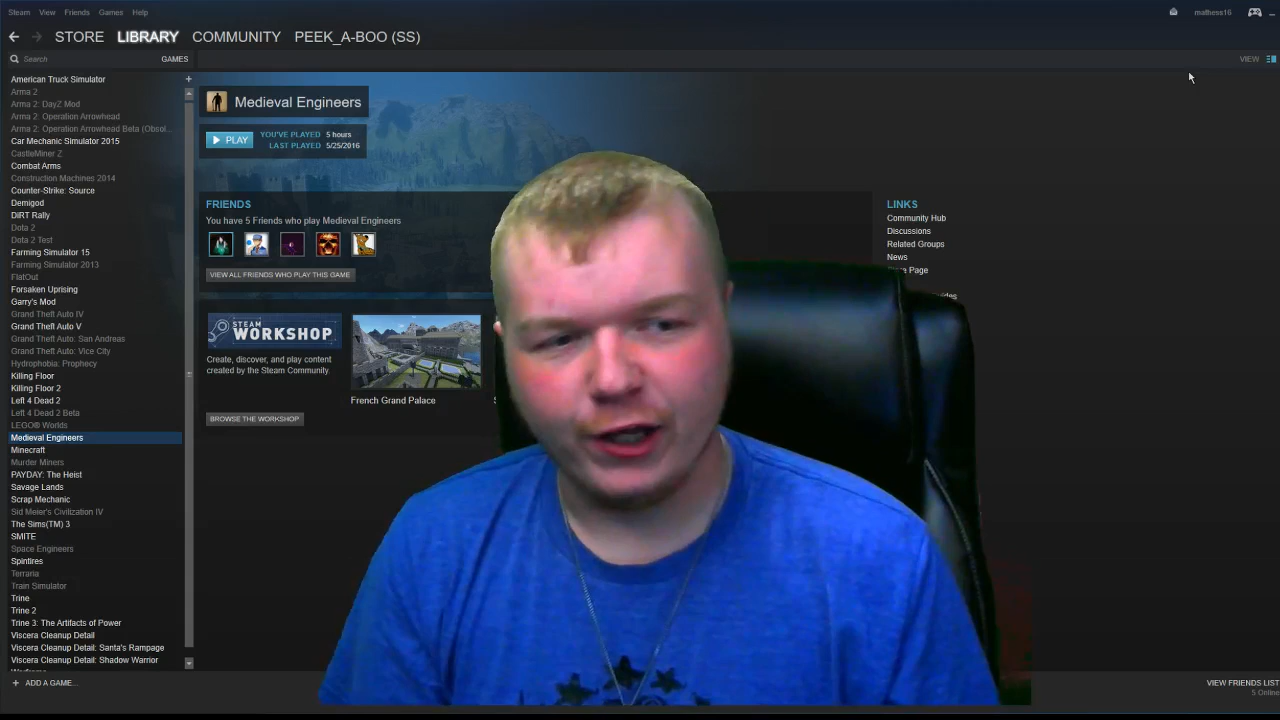 Steam View Friends Games Help
mathess16
STORE LIBRARY COMMUNITY PEEK_A-BOO (SS)
Search GAMES
VIEW
American Truck Simulator
Arma 2
Arma 2: DayZ Mod
Arma 2: Operation Arrowhead
Arma 2: Operation Arrowhead Beta (Obsol...
Car Mechanic Simulator 2015
CastleMiner Z
Combat Arms
Construction Machines 2014
Counter-Strike: Source
Demigod
DiRT Rally
Dota 2
Dota 2 Test
Farming Simulator 15
Farming Simulator 2013
FlatOut
Forsaken Uprising
Garry's Mod
Grand Theft Auto IV
Grand Theft Auto V
Grand Theft Auto: San Andreas
Grand Theft Auto: Vice City
Hydrophobia: Prophecy
Killing Floor
Killing Floor 2
Left 4 Dead 2
Left 4 Dead 2 Beta
LEGO® Worlds
Medieval Engineers
Minecraft
Murder Miners
PAYDAY: The Heist
Savage Lands
Scrap Mechanic
Sid Meier's Civilization IV
The Sims(TM) 3
SMITE
Space Engineers
Spintires
Terraria
Train Simulator
Trine
Trine 2
Trine 3: The Artifacts of Power
Viscera Cleanup Detail
Viscera Cleanup Detail: Santa's Rampage
Viscera Cleanup Detail: Shadow Warrior
+ ADD A GAME...
Medieval Engineers
PLAY
YOU'VE PLAYED 5 hours
LAST PLAYED 5/25/2016
FRIENDS
You have 5 Friends who play Medieval Engineers
VIEW ALL FRIENDS WHO PLAY THIS GAME
STEAM
WORKSHOP
Create, discover, and play content
created by the Steam Community.
BROWSE THE WORKSHOP
French Grand Palace
LINKS
Community Hub
Discussions
Related Groups
News
Page
VIEW FRIENDS LIST
5 Online